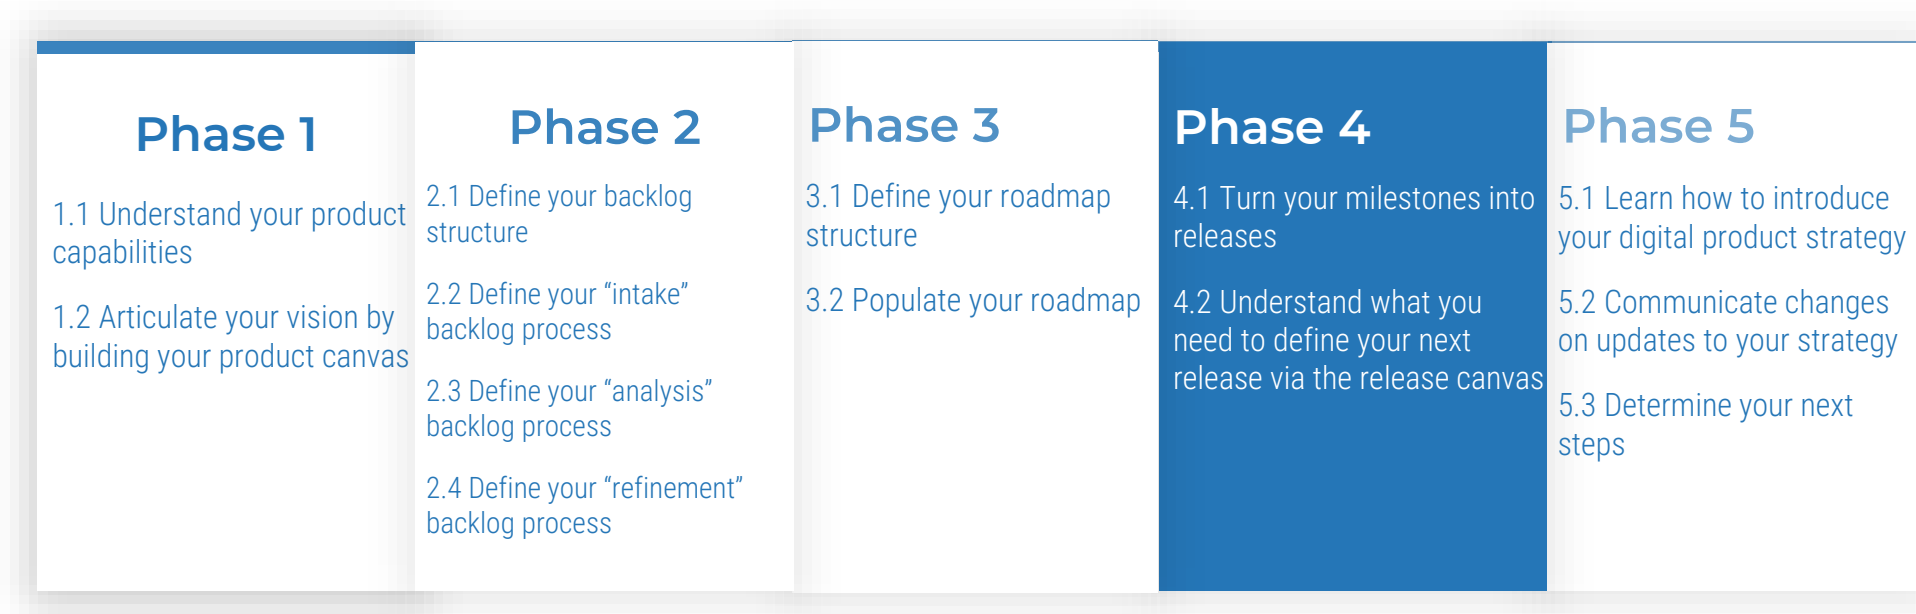 Phase 1
1.1 Understand your product
capabilities
1.2 Articulate your vision by
building your product canvas
Phase 2
2.1 Define your backlog
structure
2.2 Define your “intake”
backlog process
2.3 Define your “analysis”
backlog process
2.4 Define your “refinement”
backlog process
Phase 3
3.1 Define your roadmap
structure
3.2 Populate your roadmap
Phase 4
4.1 Turn your milestones into
releases
4.2 Understand what you
need to define your next
release via the release canvas
Phase 5
5.1 Learn how to introduce
your digital product strategy
5.2 Communicate changes
on updates to your strategy
5.3 Determine your next
steps